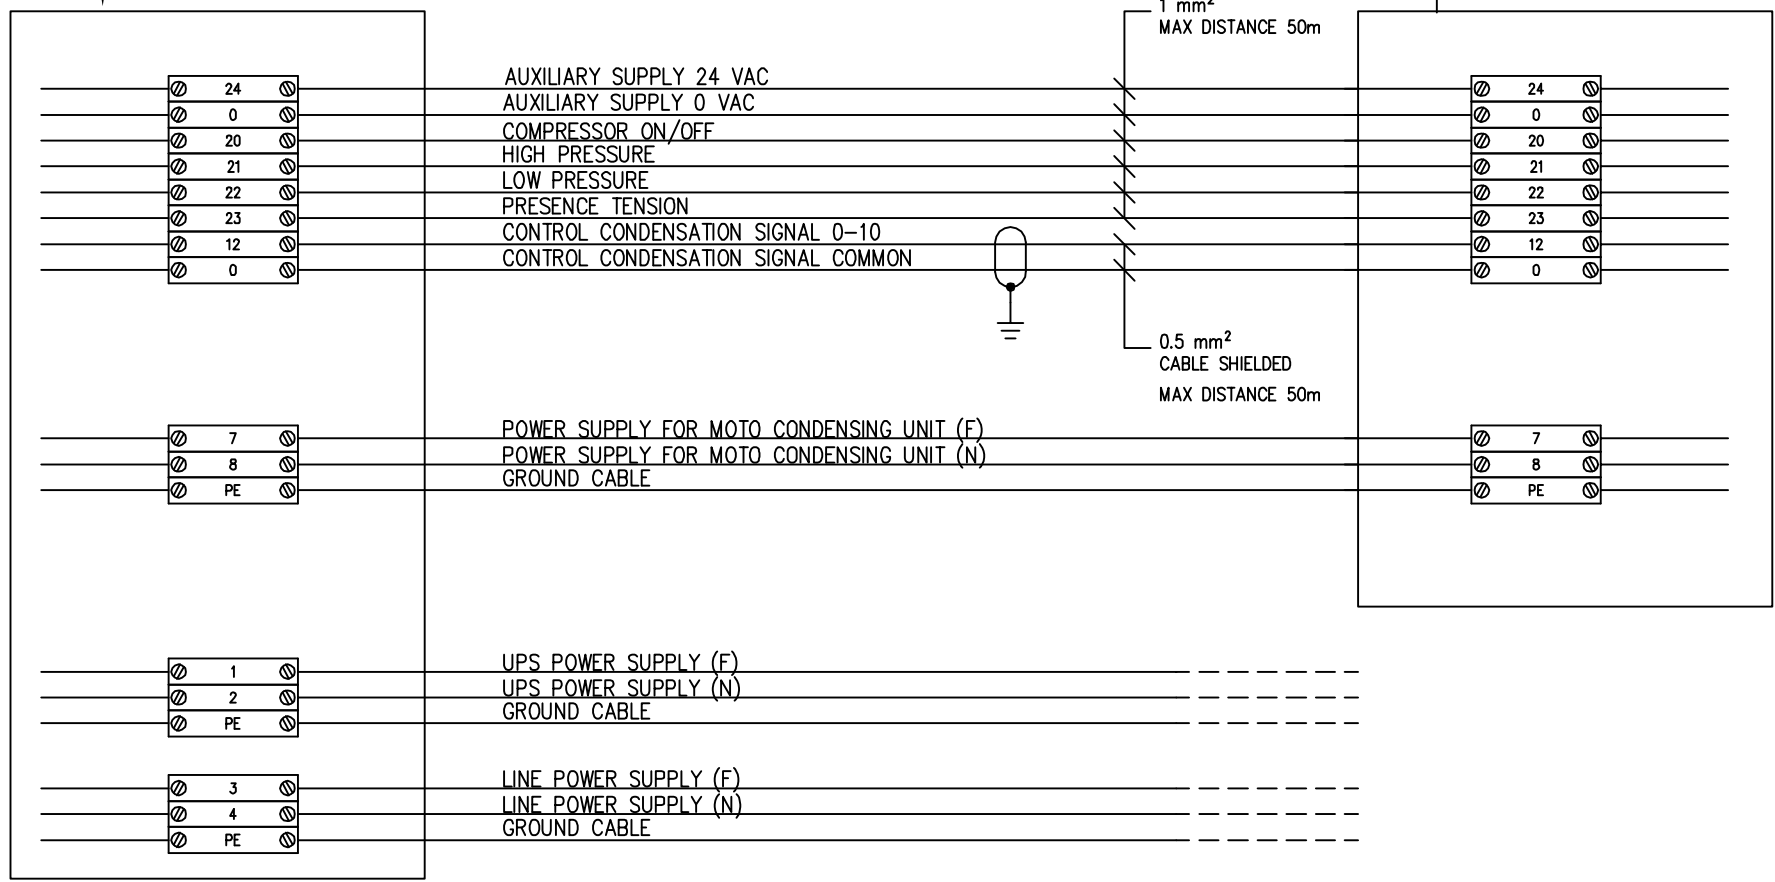 1 mm²
MAX DISTANCE 50m
24 AUXILIARY SUPPLY 24 VAC 24
0 AUXILIARY SUPPLY 0 VAC 0
20 COMPRESSOR ON/OFF 20
21 HIGH PRESSURE 21
22 LOW PRESSURE 22
23 PRESENCE TENSION 23
12 CONTROL CONDENSATION SIGNAL 0-10 12
0 CONTROL CONDENSATION SIGNAL COMMON 0
0.5 mm²
CABLE SHIELDED
MAX DISTANCE 50m
7 POWER SUPPLY FOR MOTO CONDENSING UNIT (F) 7
8 POWER SUPPLY FOR MOTO CONDENSING UNIT (N) 8
PE GROUND CABLE PE
1 UPS POWER SUPPLY (F)
2 UPS POWER SUPPLY (N)
PE GROUND CABLE
3 LINE POWER SUPPLY (F)
4 LINE POWER SUPPLY (N)
PE GROUND CABLE